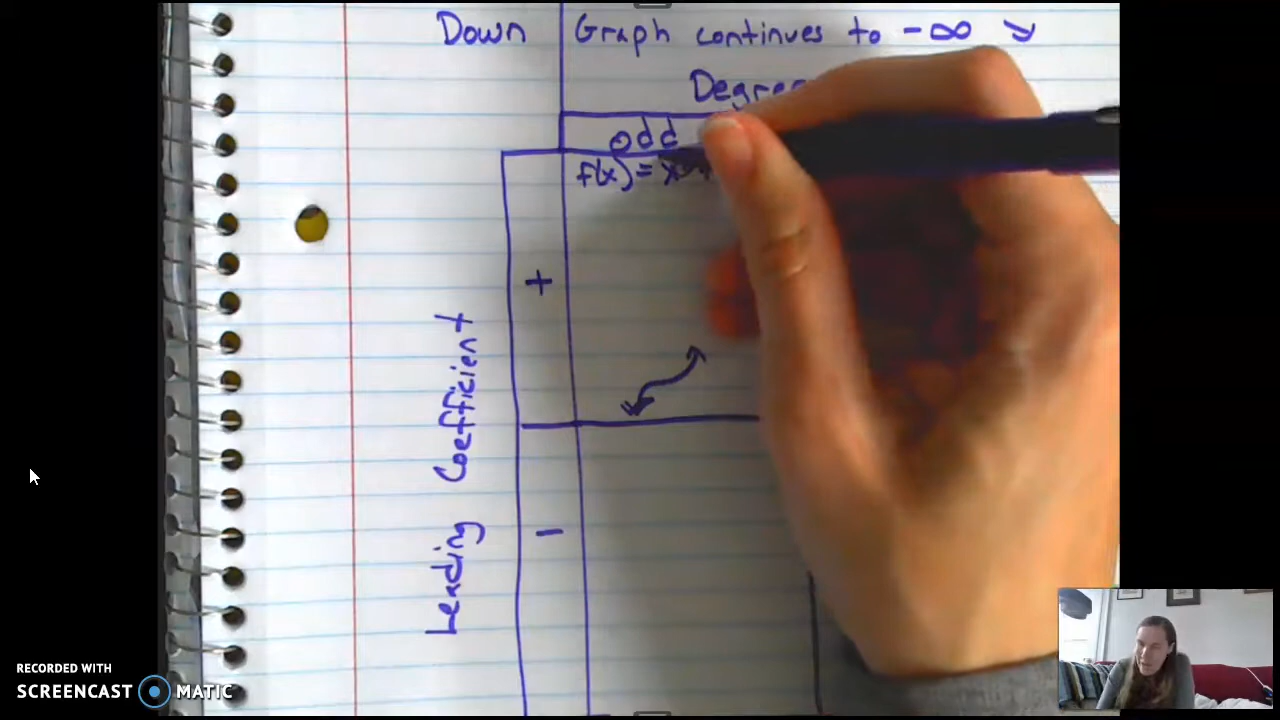 Down Graph continues to -∞ y
Degree
odd
f(x) = x
+
Leading Coefficient
-
RECORDED WITH
SCREENCAST MATIC